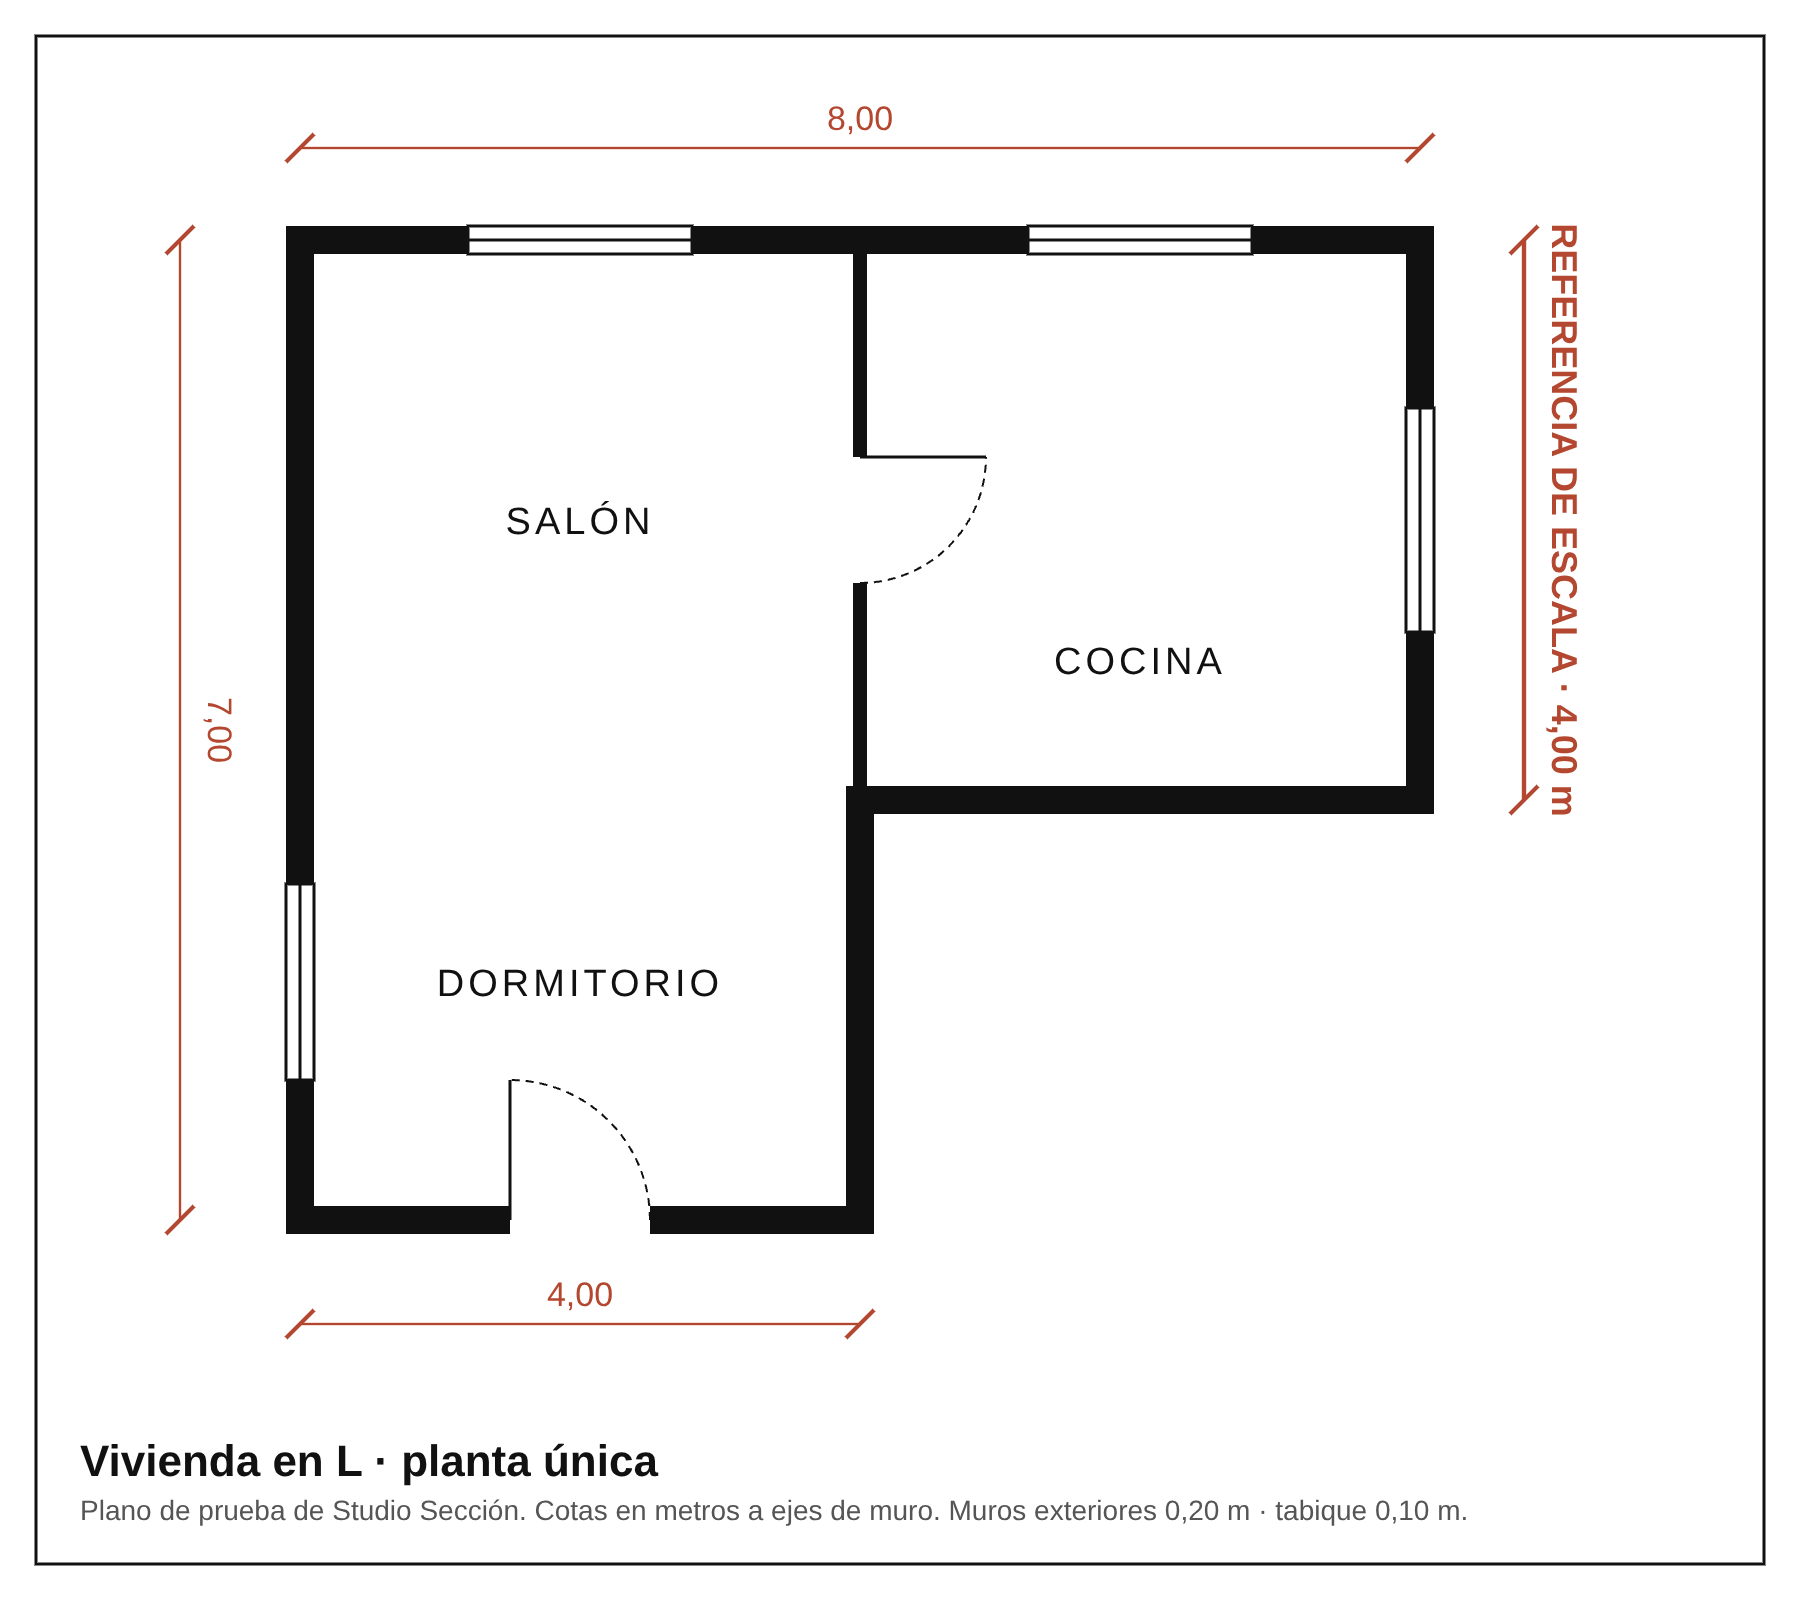 8,00
REFERENCIA DE ESCALA · 4,00 m
SALÓN
COCINA
7,00
DORMITORIO
4,00
Vivienda en L · planta única
Plano de prueba de Studio Sección. Cotas en metros a ejes de muro. Muros exteriores 0,20 m · tabique 0,10 m.